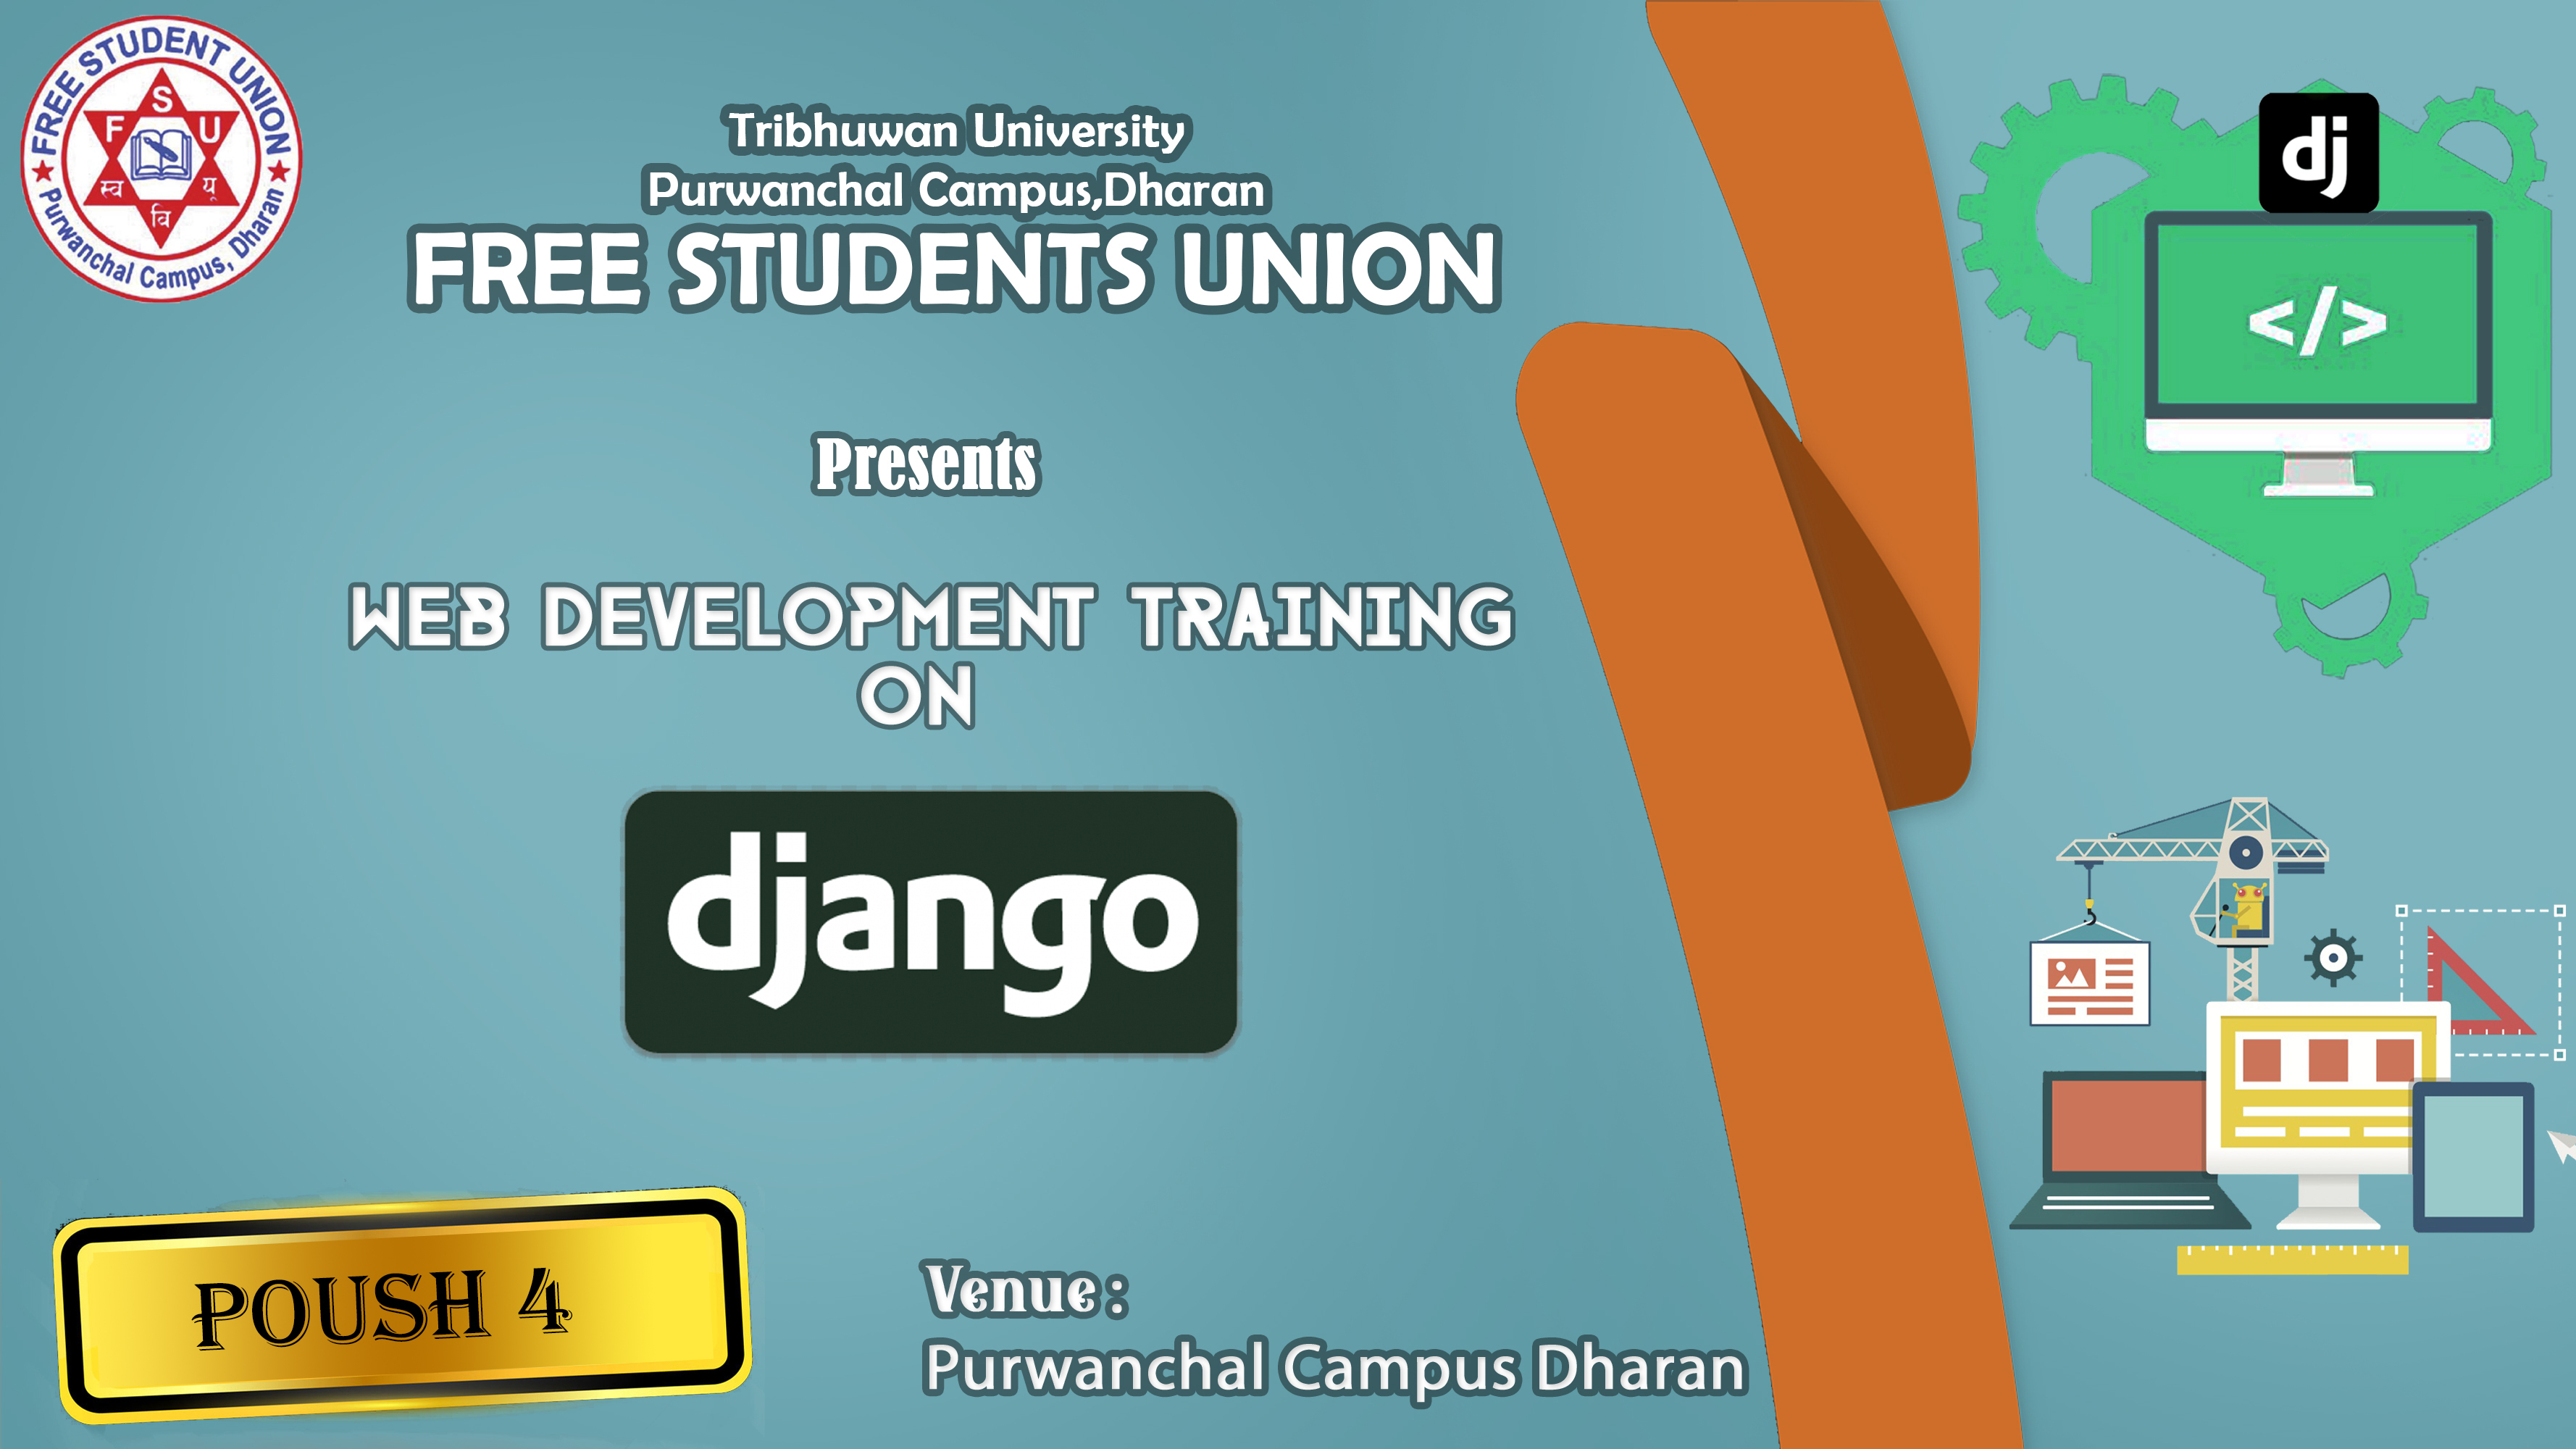 FREE STUDENT UNION
S
F U
स्व यू
वि
Purwanchal Campus, Dharan
Tribhuwan University
Purwanchal Campus,Dharan
FREE STUDENTS UNION
Presents
WEB DEVELOPMENT TRAINING
ON
django
POUSH 4
Venue:
Purwanchal Campus Dharan
dj
</>